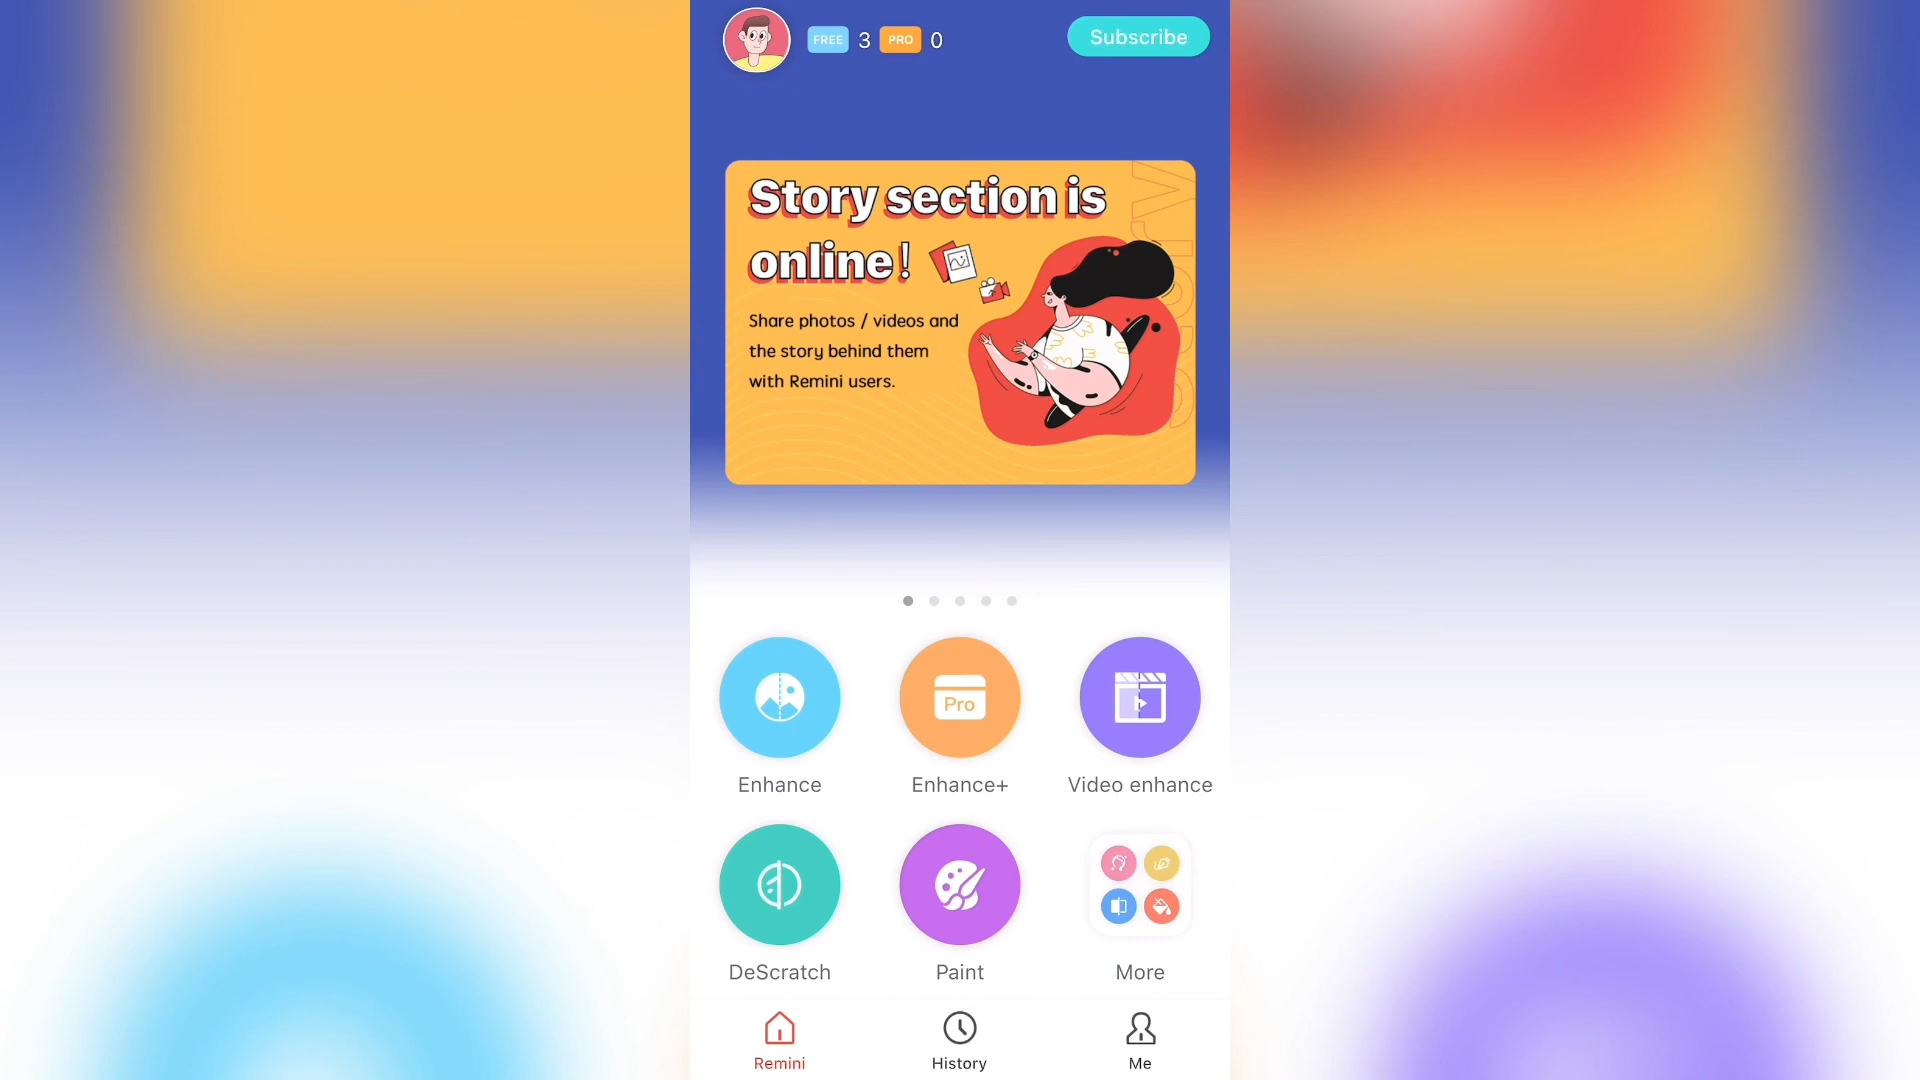 FREE 3 PRO 0 Subscribe
Story section is
online!
Share photos / videos and
the story behind them
with Remini users.
Story
Pro
Enhance Enhance+ Video enhance
DeScratch Paint More
Remini History Me